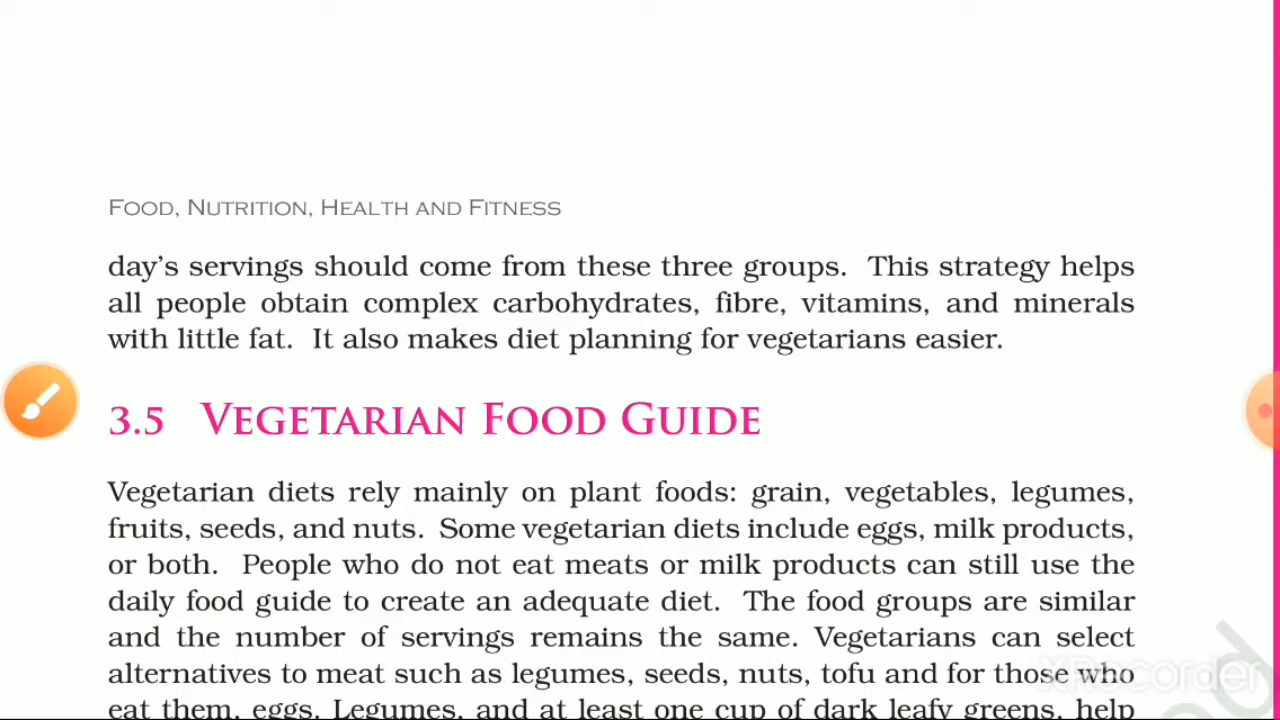 FOOD, NUTRITION, HEALTH AND FITNESS
day's servings should come from these three groups. This strategy helps
all people obtain complex carbohydrates, fibre, vitamins, and minerals
with little fat. It also makes diet planning for vegetarians easier.
3.5 VEGETARIAN FOOD GUIDE
Vegetarian diets rely mainly on plant foods: grain, vegetables, legumes,
fruits, seeds, and nuts. Some vegetarian diets include eggs, milk products,
or both. People who do not eat meats or milk products can still use the
daily food guide to create an adequate diet. The food groups are similar
and the number of servings remains the same. Vegetarians can select
alternatives to meat such as legumes, seeds, nuts, tofu and for those who
eat them, eggs. Legumes, and at least one cup of dark leafy greens, help
XRecorder